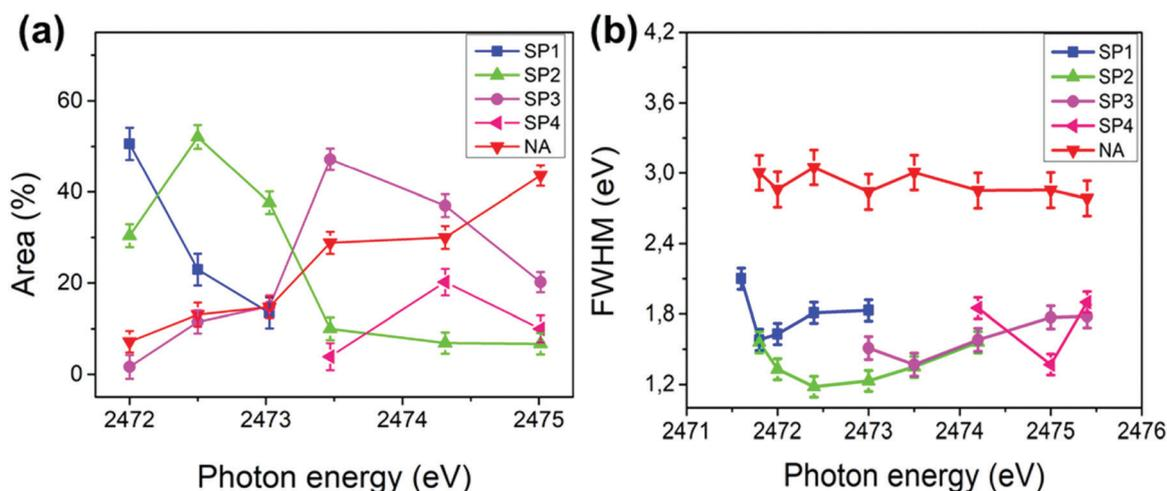 (a)
Area (%)
60
40
20
0
2472
2473
2474
2475
Photon energy (eV)
SP1
SP2
SP3
SP4
NA
(b)
FWHM (eV)
4,2
3,6
3,0
2,4
1,8
1,2
2471
2472
2473
2474
2475
2476
Photon energy (eV)
SP1
SP2
SP3
SP4
NA